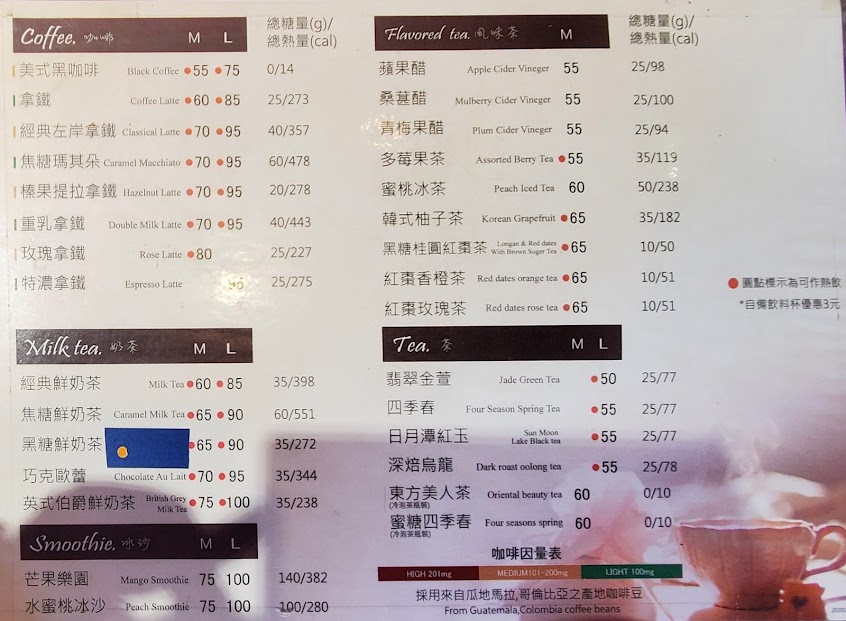 Coffee. 咖啡 M L 總糖量(g)/
總熱量(cal)
美式黑咖啡 Black Coffee 55 75 0/14
拿鐵 Coffee Latte 60 85 25/273
經典左岸拿鐵 Classical Latte 70 95 40/357
焦糖瑪其朵 Caramel Macchiato 70 95 60/478
榛果提拉拿鐵 Hazelnut Latte 70 95 20/278
重乳拿鐵 Double Milk Latte 70 95 40/443
玫瑰拿鐵 Rose Latte 80 25/227
特濃拿鐵 Espresso Latte 95 25/275
Milk tea. 奶茶 M L
經典鮮奶茶 Milk Tea 60 85 35/398
焦糖鮮奶茶 Caramel Milk Tea 65 90 60/551
黑糖鮮奶茶 65 90 35/272
巧克歐蕾 Chocolate Au Lait 70 95 35/344
英式伯爵鮮奶茶 British Grey Milk Tea 75 100 35/238
Smoothie. 冰沙 M L
芒果樂園 Mango Smoothie 75 100 140/382
水蜜桃冰沙 Peach Smoothie 75 100 100/280
Flavored tea. 風味茶 M 總糖量(g)/
總熱量(cal)
蘋果醋 Apple Cider Vineger 55 25/98
桑葚醋 Mulberry Cider Vineger 55 25/100
青梅果醋 Plum Cider Vineger 55 25/94
多莓果茶 Assorted Berry Tea 55 35/119
蜜桃冰茶 Peach Iced Tea 60 50/238
韓式柚子茶 Korean Grapefruit 65 35/182
黑糖桂圓紅棗茶 Longan & Red dates With Brown Suger Tea 65 10/50
紅棗香橙茶 Red dates orange tea 65 10/51
紅棗玫瑰茶 Red dates rose tea 65 10/51
Tea. 茶 M L
翡翠金萱 Jade Green Tea 50 25/77
四季春 Four Season Spring Tea 55 25/77
日月潭紅玉 Sun Moon Lake Black tea 55 25/77
深焙烏龍 Dark roast oolong tea 55 25/78
東方美人茶 Oriental beauty tea 60 0/10
(冷泡茶瓶裝)
蜜糖四季春 Four seasons spring 60 0/10
(冷泡茶瓶裝)
咖啡因量表
HIGH 201mg MEDIUM101-200mg LIGHT 100mg
採用來自瓜地馬拉,哥倫比亞之產地咖啡豆
From Guatemala,Colombia coffee beans
圓點標示為可作熱飲
*自備飲料杯優惠3元